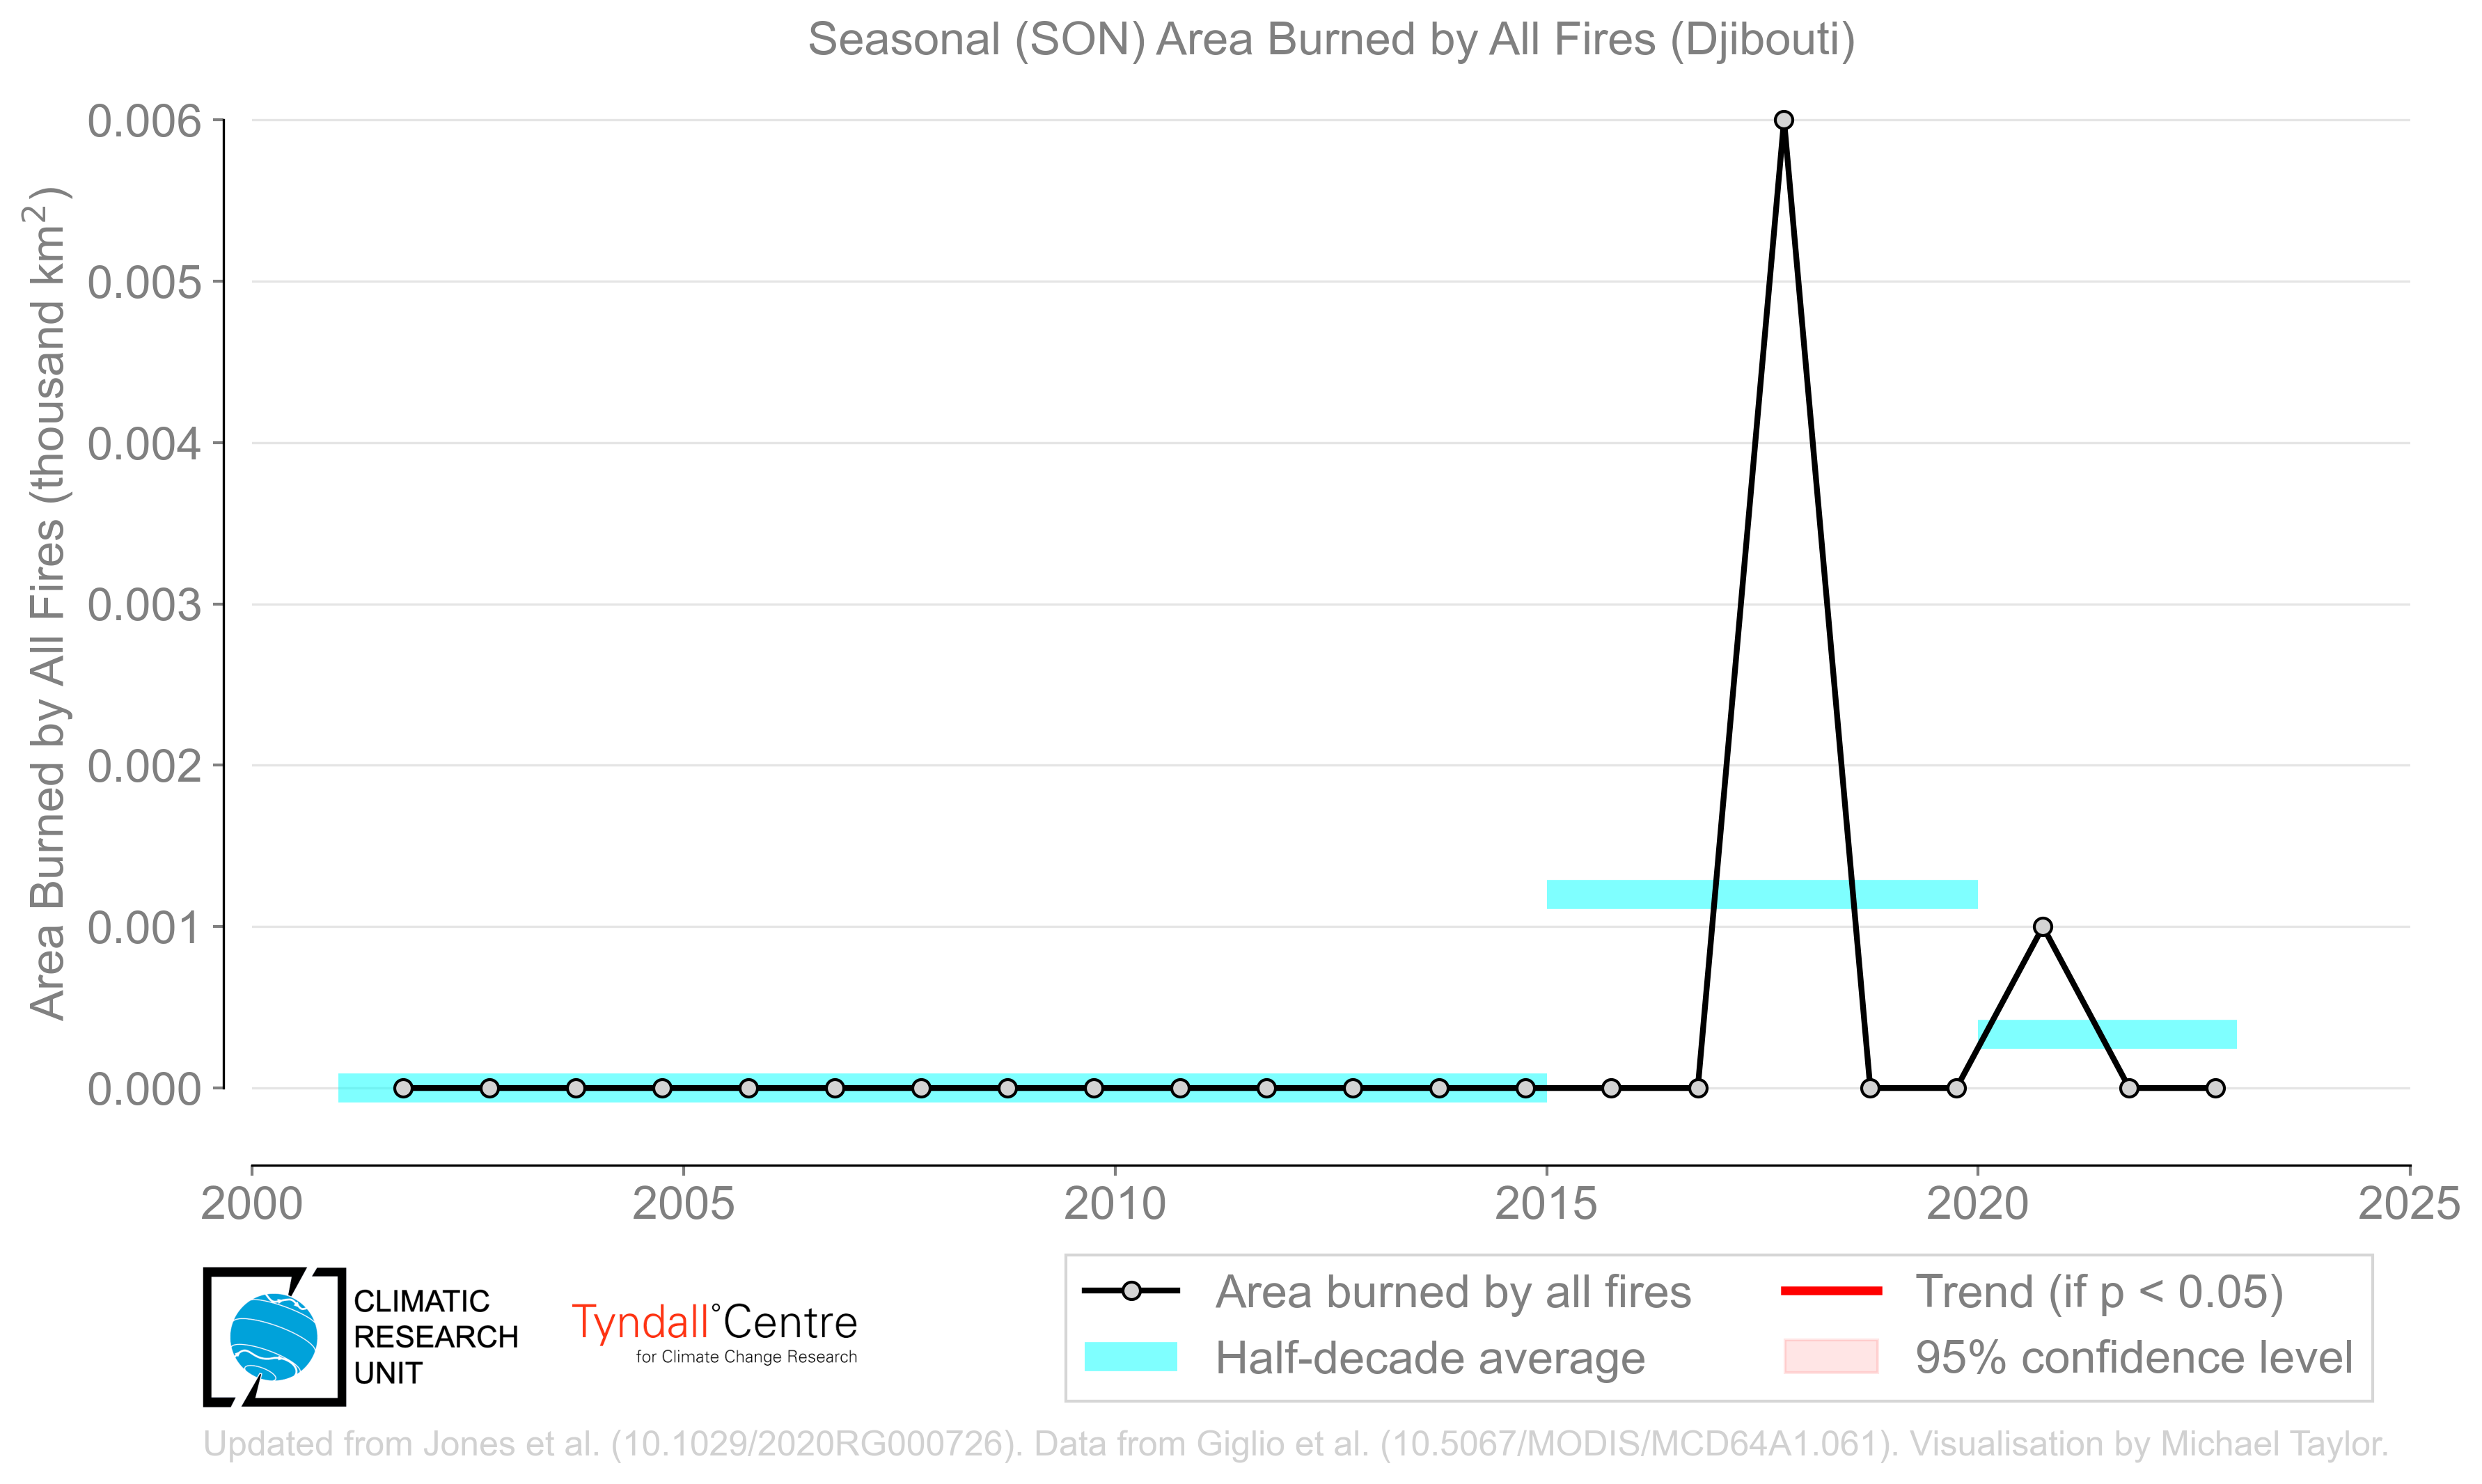 Seasonal (SON) Area Burned by All Fires (Djibouti)
Area Burned by All Fires (thousand km²)
0.006
0.005
0.004
0.003
0.002
0.001
0.000
2000
2005
2010
2015
2020
2025
CLIMATIC
RESEARCH
UNIT
Tyndall°Centre
for Climate Change Research
Area burned by all fires
Half-decade average
Trend (if p < 0.05)
95% confidence level
Updated from Jones et al. (10.1029/2020RG000726). Data from Giglio et al. (10.5067/MODIS/MCD64A1.061). Visualisation by Michael Taylor.